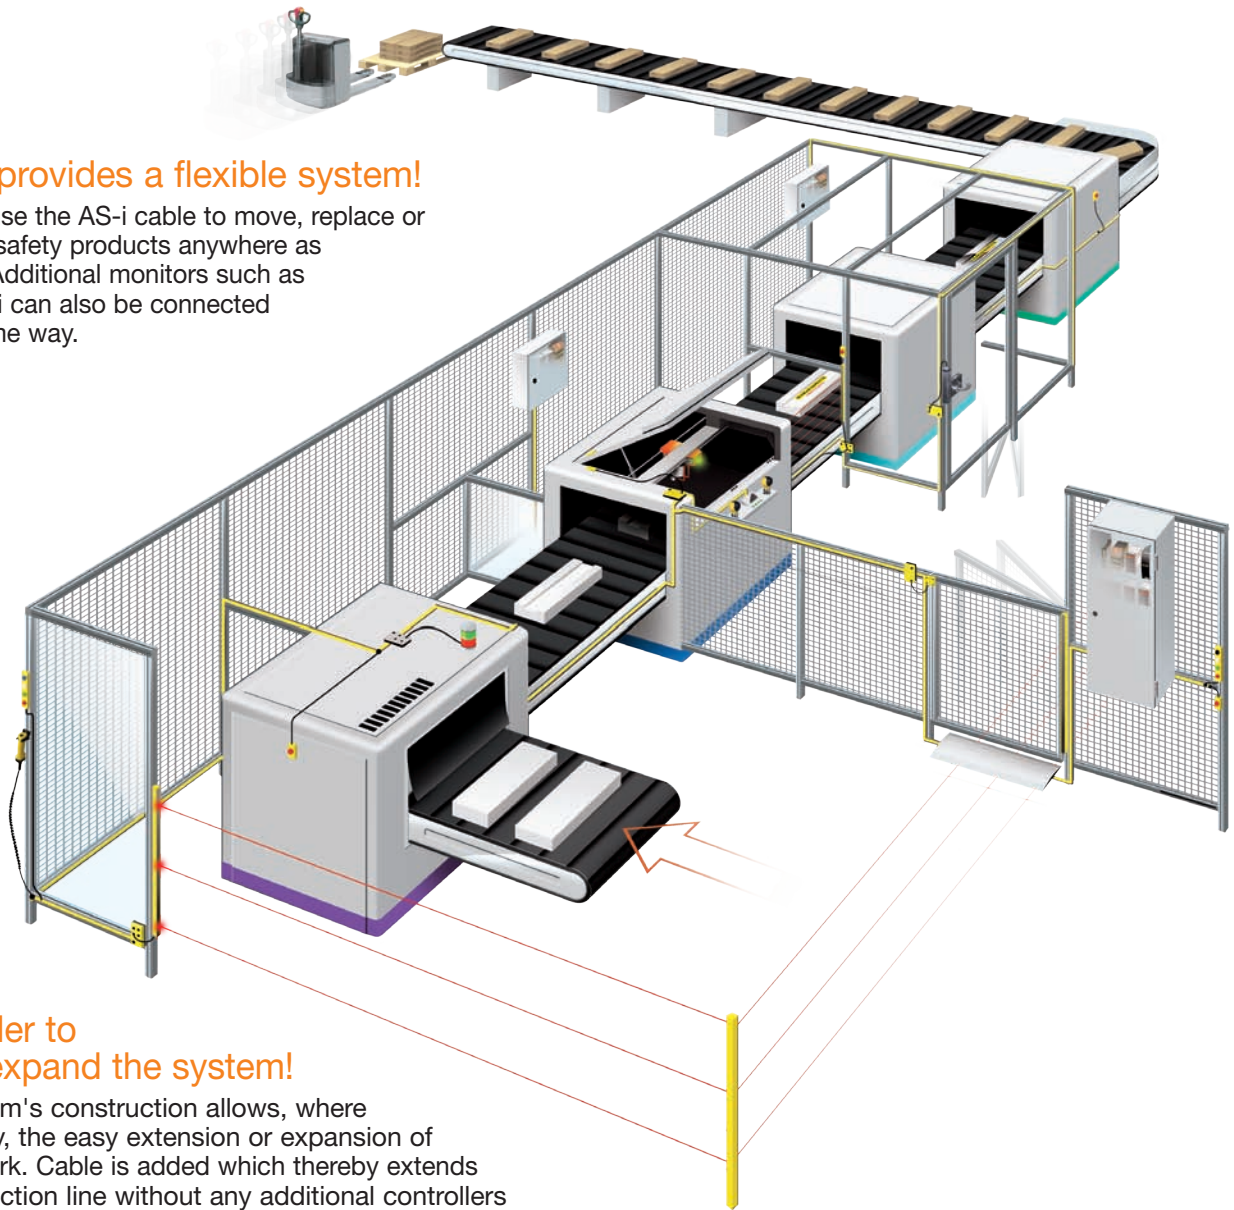 provides a flexible system!
se the AS-i cable to move, replace or
safety products anywhere as
Additional monitors such as
i can also be connected
ne way.
ler to
expand the system!
m's construction allows, where
y, the easy extension or expansion of
rk. Cable is added which thereby extends
ction line without any additional controllers